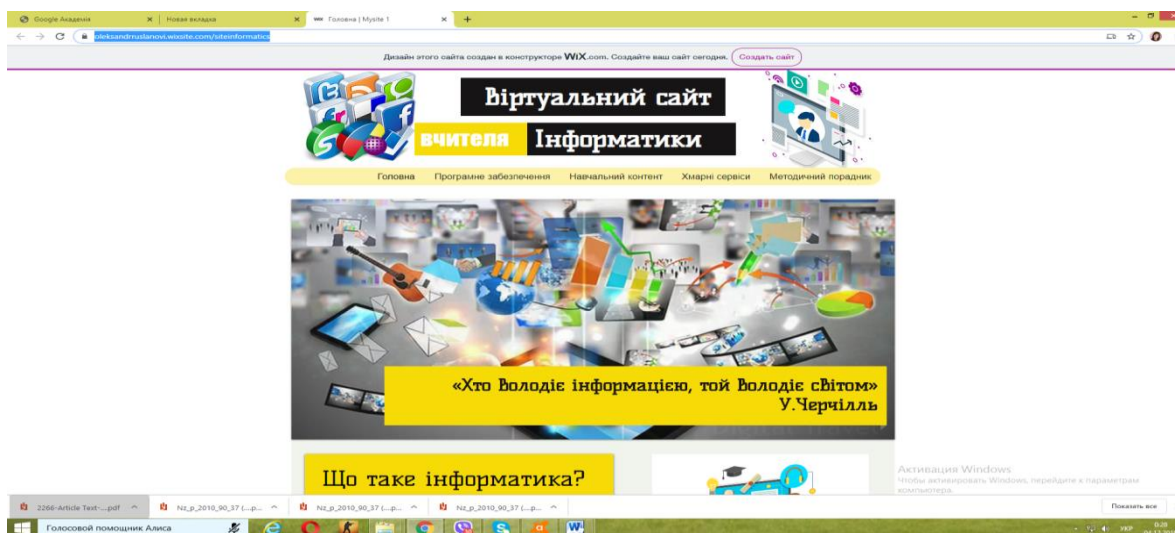 Google Академія
Новая вкладка
Головна | Mysite 1
oleksandrruslanovi.wixsite.com/siteinformatics
Дизайн этого сайта создан в конструкторе WiX.com. Создайте ваш сайт сегодня. Создать сайт
Віртуальний сайт
вчителя Інформатики
Головна Програмне забезпечення Навчальний контент Хмарні сервіси Методичний порадник
«Хто Володіє інформацією, той Володіє сВітом»
У.Черчілль
Що таке інформатика?
Активация Windows
Чтобы активировать Windows, перейдите к параметрам
компьютера.
2266-Article Text-....pdf
Nz_p_2010_90_37 (....p...
Nz_p_2010_90_37 (....p...
Nz_p_2010_90_37 (....p...
Показать все
Голосовой помощник Алиса
УКР
0:28